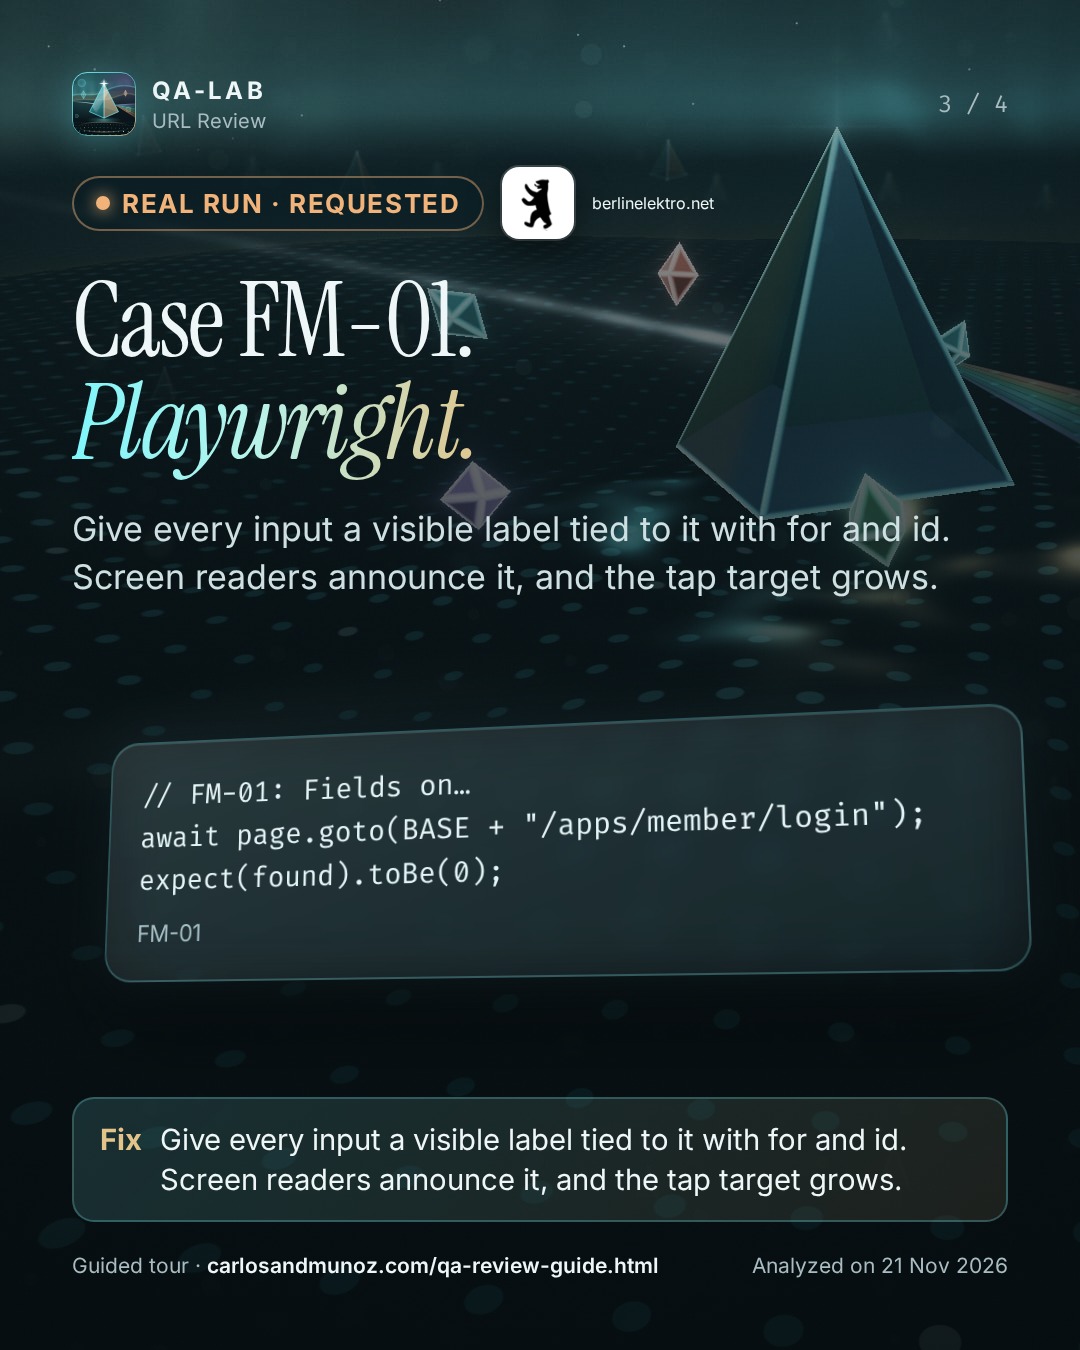 QA-LAB
URL Review
3 / 4
REAL RUN · REQUESTED
berlinelektro.net
Case FM-01.
Playwright.
Give every input a visible label tied to it with for and id.
Screen readers announce it, and the tap target grows.
// FM-01: Fields on…
await page.goto(BASE + "/apps/member/login");
expect(found).toBe(0);
FM-01
Fix Give every input a visible label tied to it with for and id.
Screen readers announce it, and the tap target grows.
Guided tour · carlosandmunoz.com/qa-review-guide.html
Analyzed on 21 Nov 2026